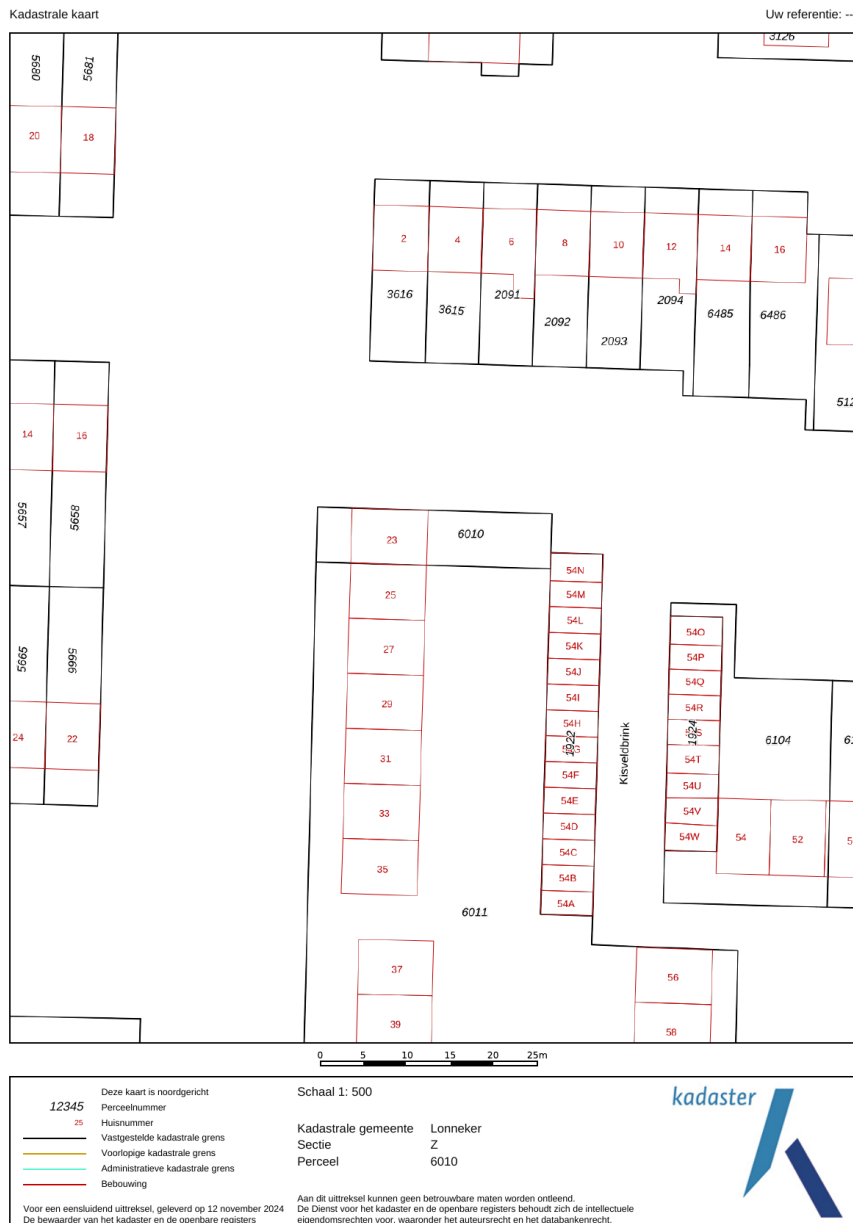 Kadastrale kaart
Uw referentie: --
3126
5680
5681
20
18
2
4
6
8
10
12
14
16
3616
3615
2091
2092
2093
2094
6485
6486
512
14
16
5657
5658
5665
5666
24
22
23
6010
25
27
29
31
33
35
37
39
6011
54N
54M
54L
54K
54J
54I
54H
54G
1922
54F
54E
54D
54C
54B
54A
Kisveldbrink
54O
54P
54Q
54R
54S
1924
54T
54U
54V
54W
54
52
5
6104
61
56
58
0 5 10 15 20 25m
Deze kaart is noordgericht
12345 Perceelnummer
25 Huisnummer
Vastgestelde kadastrale grens
Voorlopige kadastrale grens
Administratieve kadastrale grens
Bebouwing
Voor een eensluidend uittreksel, geleverd op 12 november 2024
De bewaarder van het kadaster en de openbare registers
Schaal 1: 500
Kadastrale gemeente Lonneker
Sectie Z
Perceel 6010
Aan dit uittreksel kunnen geen betrouwbare maten worden ontleend.
De Dienst voor het kadaster en de openbare registers behoudt zich de intellectuele
eigendomsrechten voor, waaronder het auteursrecht en het databankenrecht.
kadaster